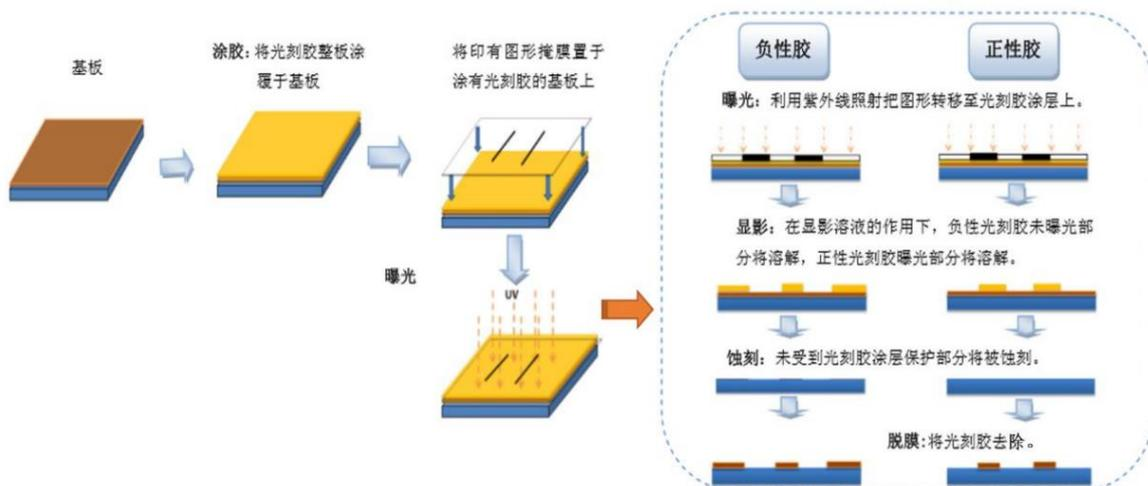 基板
涂胶：将光刻胶整板涂
覆于基板
将印有图形掩膜置于
涂有光刻胶的基板上
曝光
UV
负性胶
正性胶
曝光：利用紫外线照射把图形转移至光刻胶涂层上。
显影：在显影溶液的作用下，负性光刻胶未曝光部
分将溶解，正性光刻胶曝光部分将溶解。
蚀刻：未受到光刻胶涂层保护部分将被蚀刻。
脱膜:将光刻胶去除。